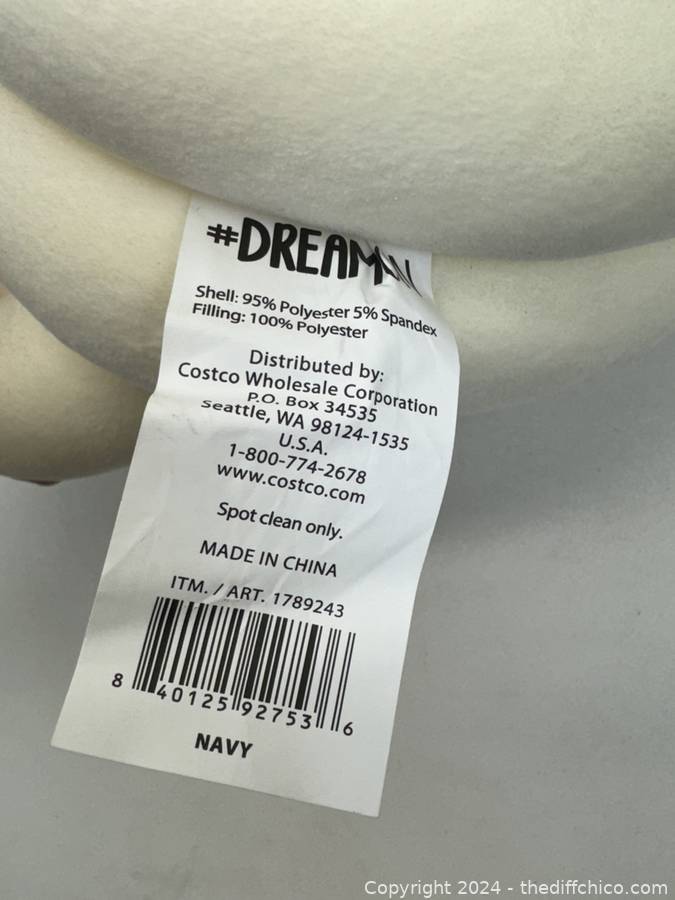 Shell: 95% Polyester 5% Spandex
Filling: 100% Polyester
Distributed by:
Costco Wholesale Corporation
P.O. Box 34535
Seattle, WA 98124-1535
U.S.A.
1-800-774-2678
www.costco.com
Spot clean only.
MADE IN CHINA
ITM. / ART. 1789243
8 40125 92753 6
NAVY
Copyright 2024 - thediffchico.com